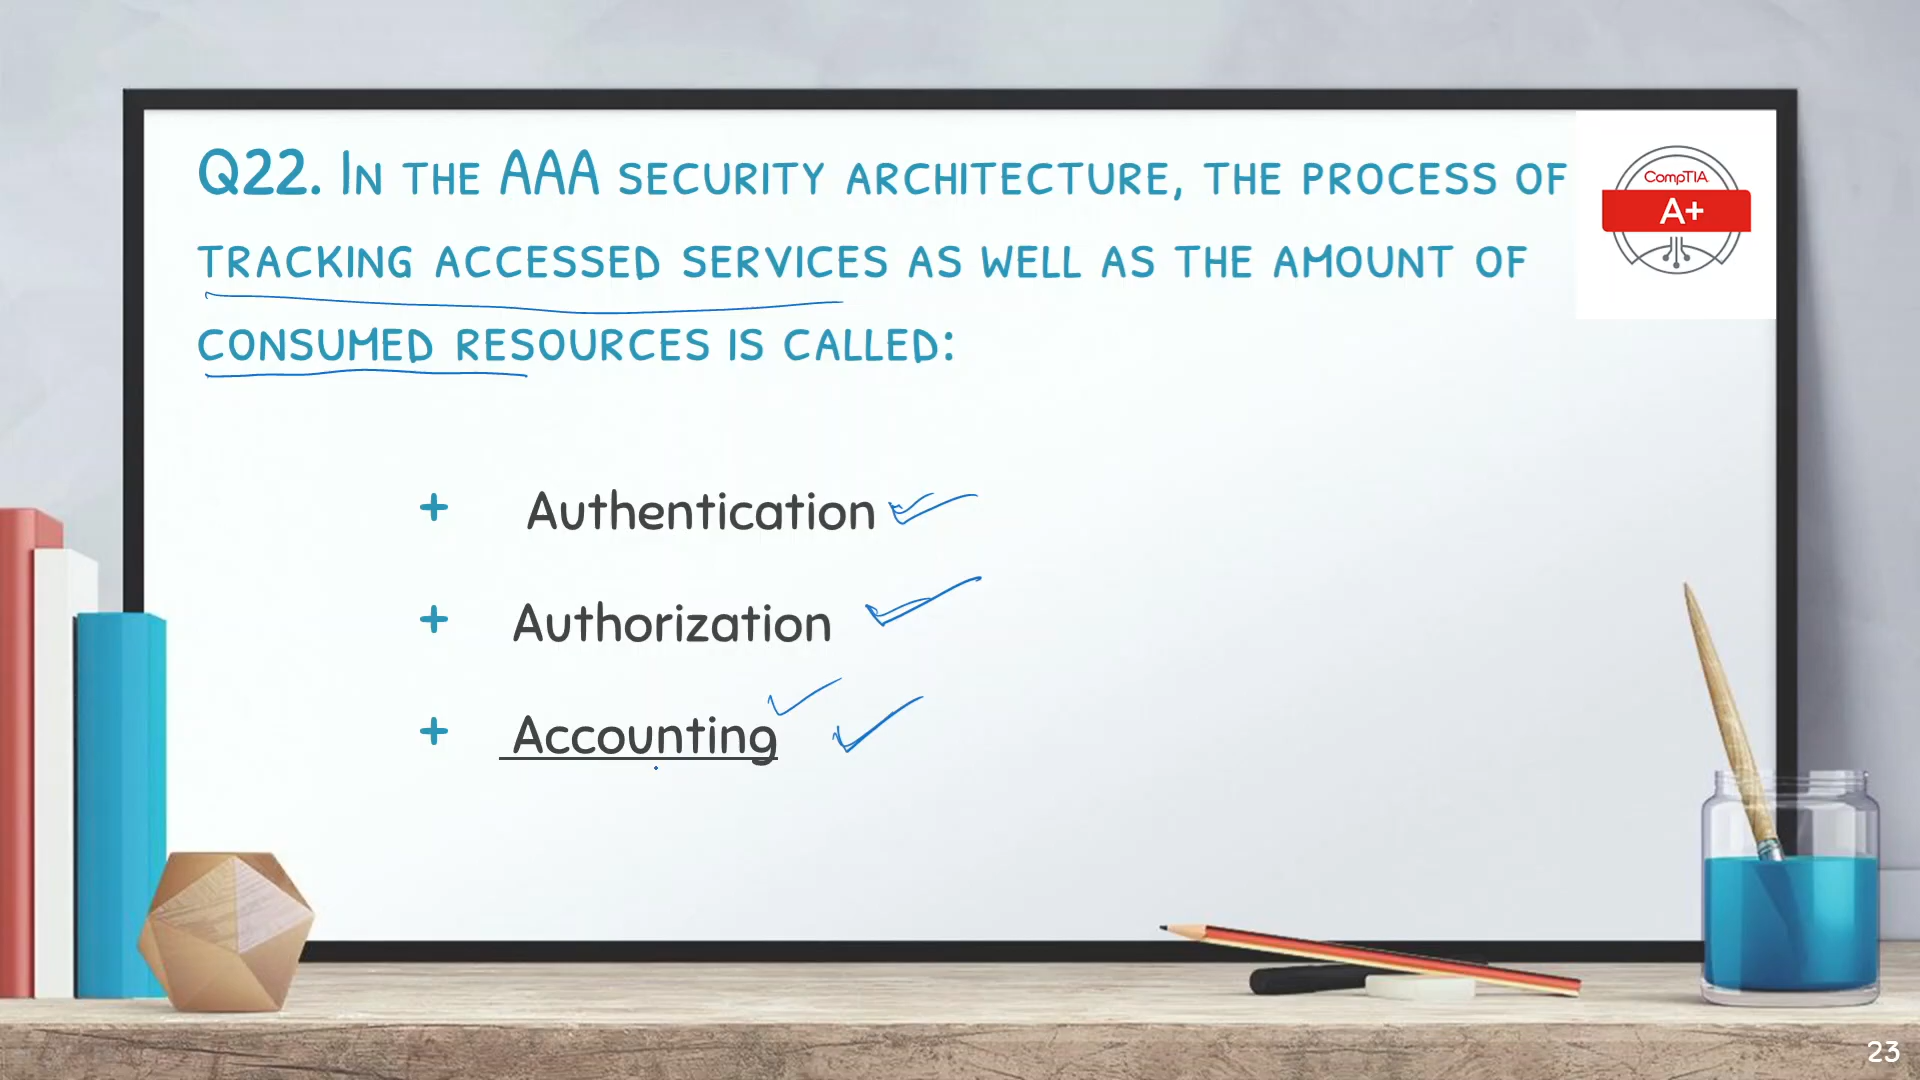 Q22. In the AAA security architecture, the process of
tracking accessed services as well as the amount of
consumed resources is called:
CompTIA
A+
+ Authentication
+ Authorization
+ Accounting
23